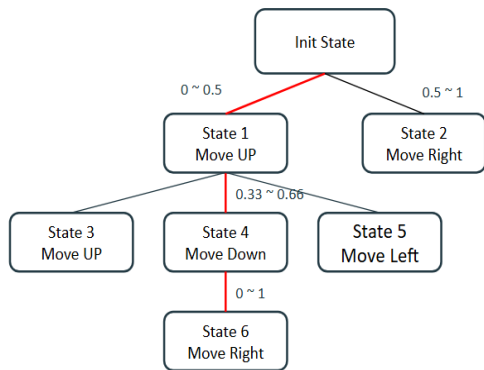 Init State
0 ~ 0.5
0.5 ~ 1
State 1
Move UP
State 2
Move Right
0.33 ~ 0.66
State 3
Move UP
State 4
Move Down
State 5
Move Left
0 ~ 1
State 6
Move Right